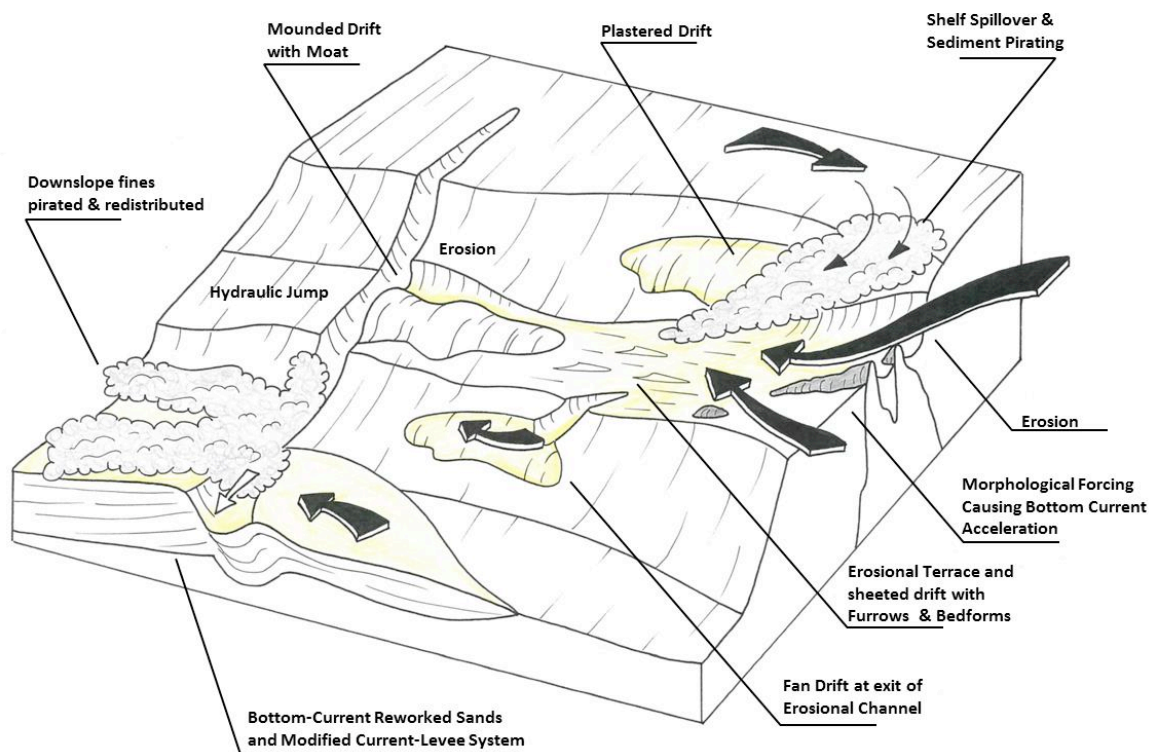 Shelf Spillover &
Sediment Pirating
Mounded Drift
with Moat
Plastered Drift
Downslope fines
pirated & redistributed
Erosion
Hydraulic Jump
Erosion
Morphological Forcing
Causing Bottom Current
Acceleration
Erosional Terrace and
sheeted drift with
Furrows & Bedforms
Fan Drift at exit of
Erosional Channel
Bottom-Current Reworked Sands
and Modified Current-Levee System